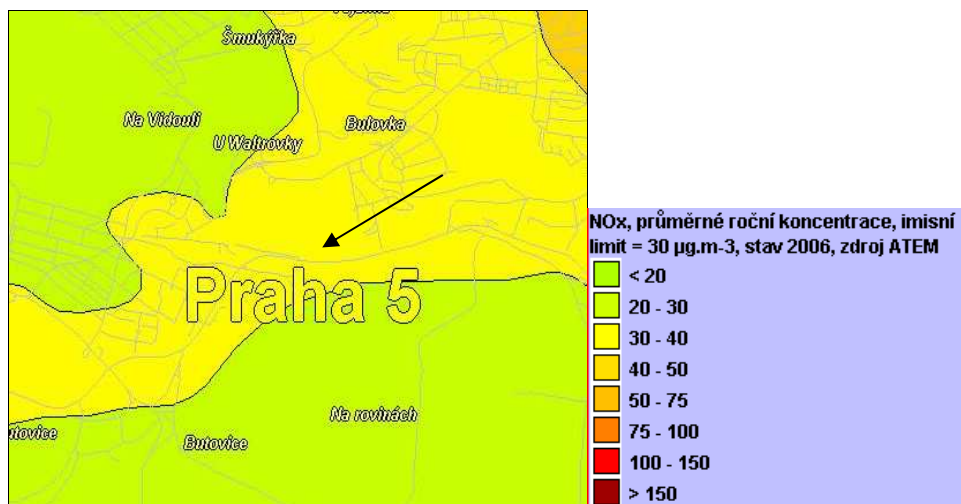 Šmukýřka
Na Vidouli
Bulovka
U Waltrovky
Praha 5
Na rovinách
Butovice
NOx, průměrné roční koncentrace, imisní
limit = 30 µg.m-3, stav 2006, zdroj ATEM
< 20
20 - 30
30 - 40
40 - 50
50 - 75
75 - 100
100 - 150
> 150